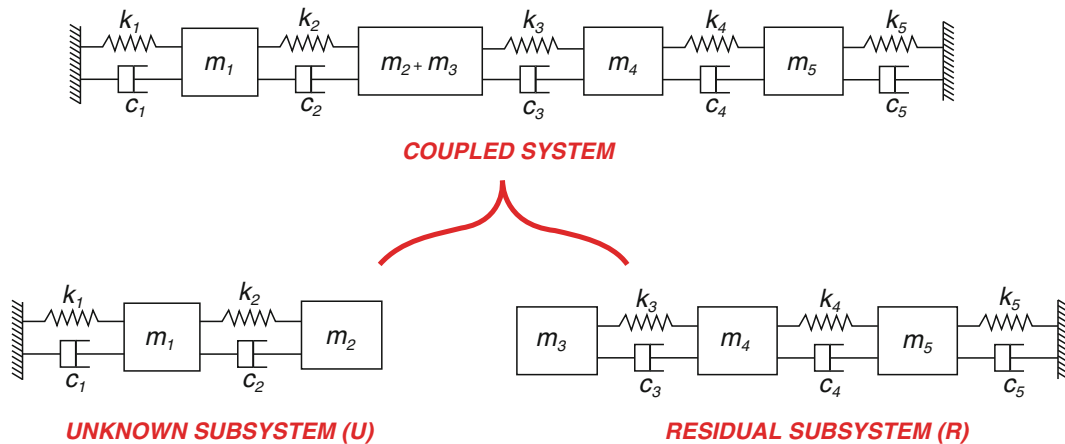 k1 k2 k3 k4 k5
m1 m2 + m3 m4 m5
c1 c2 c3 c4 c5
COUPLED SYSTEM
k1 k2
m1 m2
c1 c2
UNKNOWN SUBSYSTEM (U)
k3 k4 k5
m3 m4 m5
c3 c4 c5
RESIDUAL SUBSYSTEM (R)